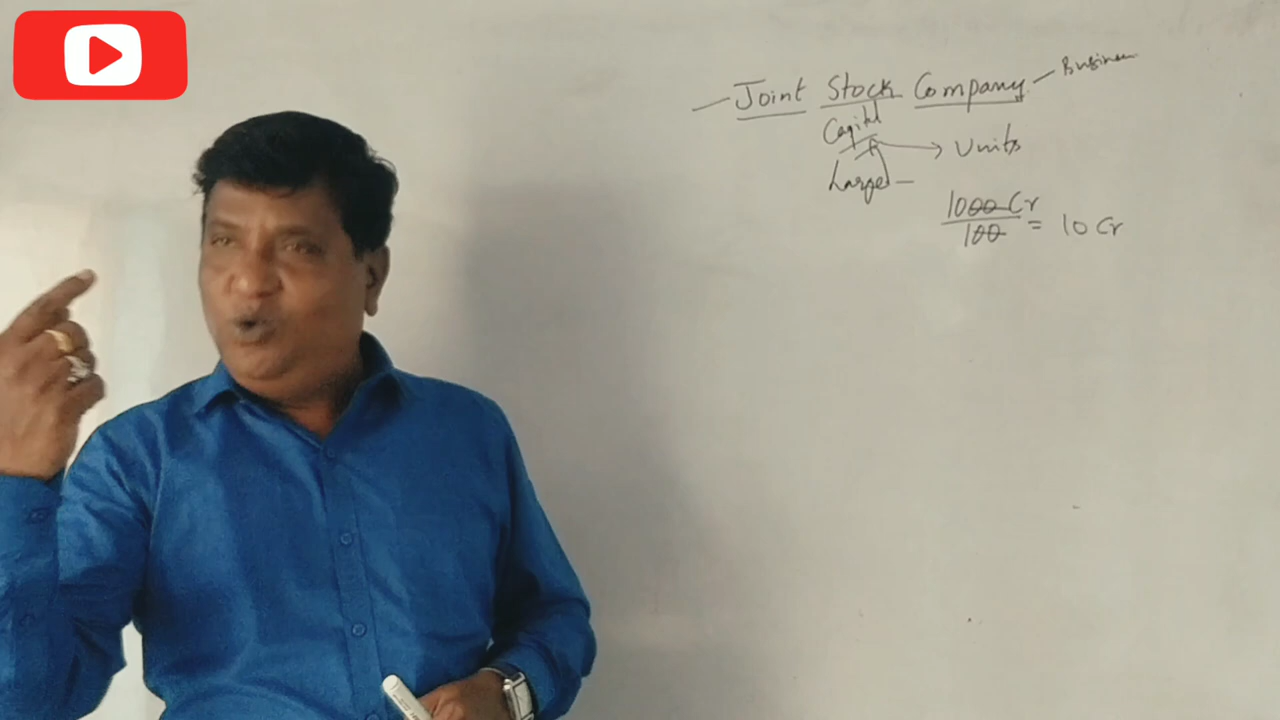 Joint Stock Company – Business
Capital → Units
Large –
1000 Cr
100 = 10 Cr